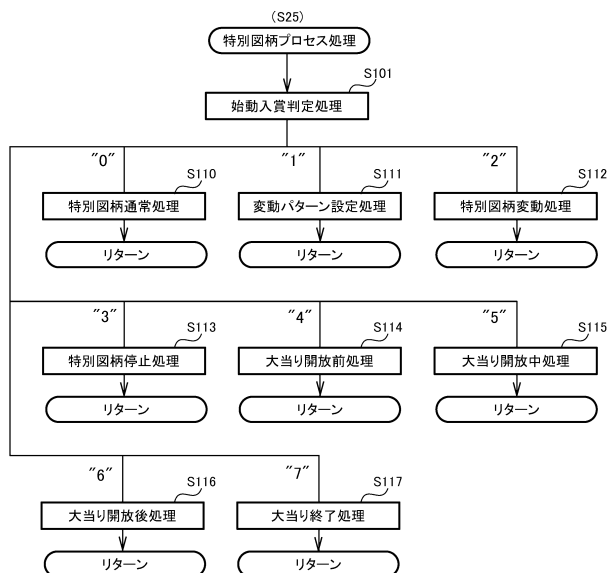 (S25)
特別図柄プロセス処理
S101
始動入賞判定処理
"0"
S110
特別図柄通常処理
リターン
"1"
S111
変動パターン設定処理
リターン
"2"
S112
特別図柄変動処理
リターン
"3"
S113
特別図柄停止処理
リターン
"4"
S114
大当り開放前処理
リターン
"5"
S115
大当り開放中処理
リターン
"6"
S116
大当り開放後処理
リターン
"7"
S117
大当り終了処理
リターン